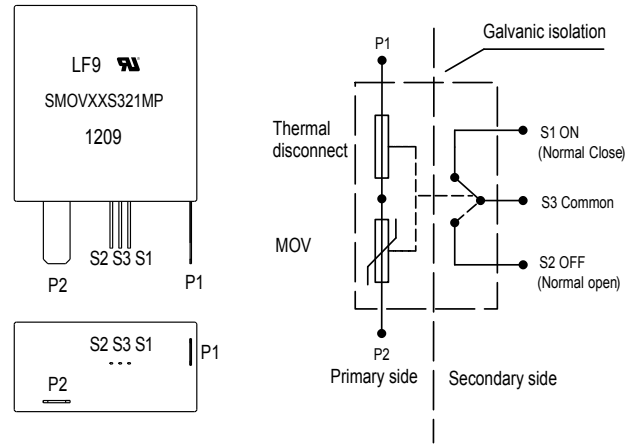 LF9
SMOVXXS321MP
1209
S2 S3 S1
P2
P1
S2 S3 S1
P1
P2
Galvanic isolation
P1
Thermal
disconnect
MOV
S1 ON
(Normal Close)
S3 Common
S2 OFF
(Normal open)
P2
Primary side
Secondary side